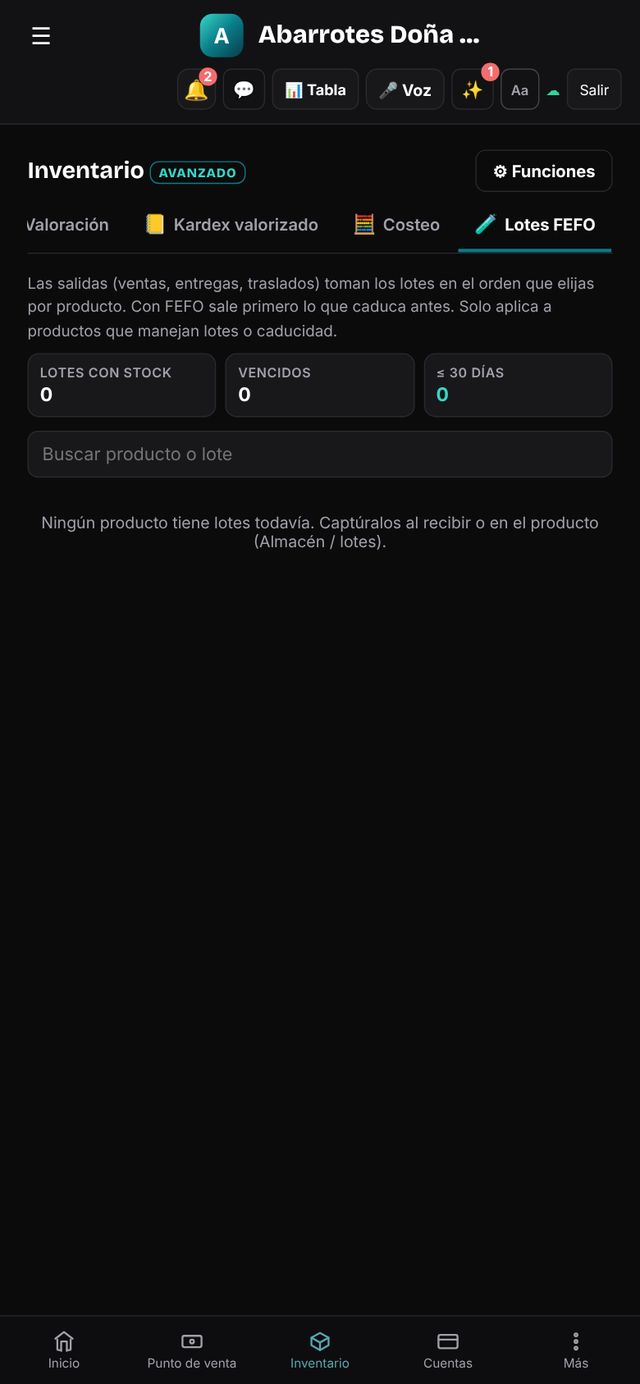 ☰ A Abarrotes Doña ...
🔔 2 💬 📊 Tabla 🎤 Voz ✨ 1 Aa ☁ Salir
Inventario AVANZADO ⚙ Funciones
Valoración 📒 Kardex valorizado 🧮 Costeo 🧪 Lotes FEFO
Las salidas (ventas, entregas, traslados) toman los lotes en el orden que elijas
por producto. Con FEFO sale primero lo que caduca antes. Solo aplica a
productos que manejan lotes o caducidad.
LOTES CON STOCK
0
VENCIDOS
0
≤ 30 DÍAS
0
Buscar producto o lote
Ningún producto tiene lotes todavía. Captúralos al recibir o en el producto
(Almacén / lotes).
Inicio
Punto de venta
Inventario
Cuentas
Más